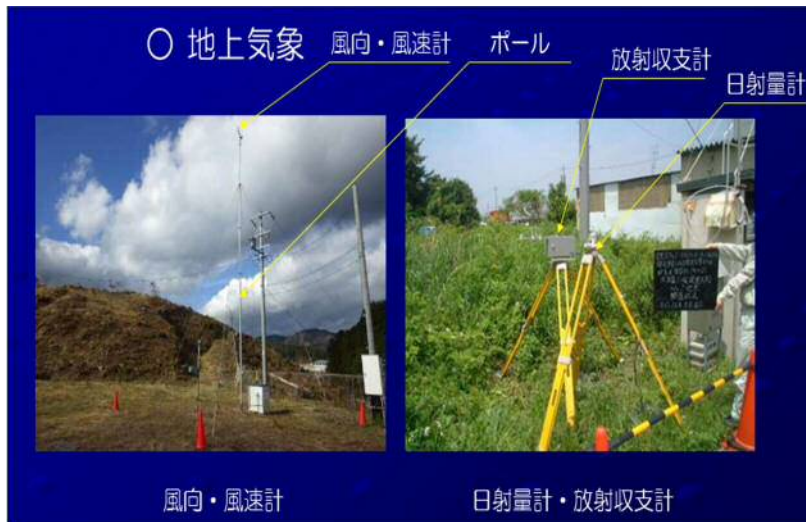 ○ 地上気象
風向・風速計
ポール
放射収支計
日射量計
風向・風速計
日射量計・放射収支計